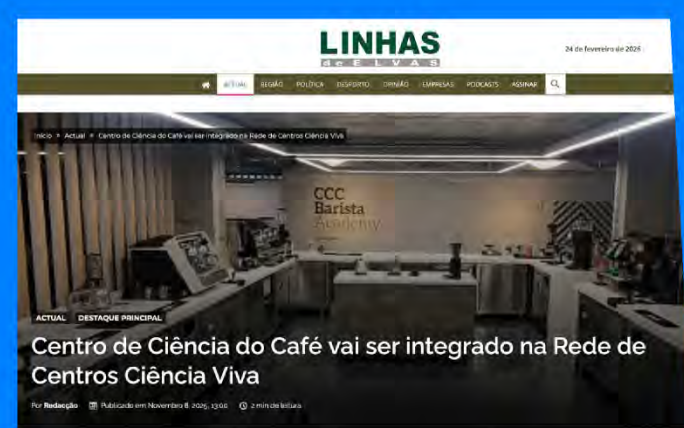 LINHAS
de ELVAS
24 de fevereiro de 2026
ACTUAL REGIÃO POLÍTICA DESPORTO OPINIÃO EMPRESAS PODCASTS ASSINAR
Início » Actual » Centro de Ciência do Café vai ser integrado na Rede de Centros Ciência Viva
CCC
Barista
Academy
ACTUAL DESTAQUE PRINCIPAL
Centro de Ciência do Café vai ser integrado na Rede de
Centros Ciência Viva
Por Redacção Publicado em Novembro 8, 2025, 13:00 2 min de leitura